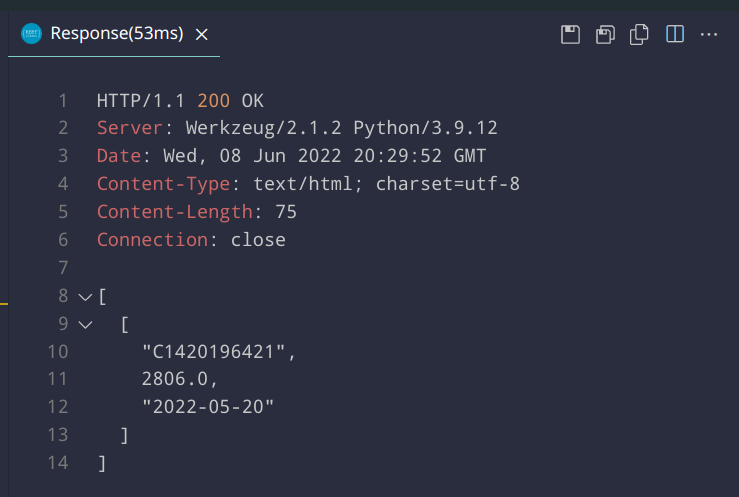 Response(53ms)
1 HTTP/1.1 200 OK
2 Server: Werkzeug/2.1.2 Python/3.9.12
3 Date: Wed, 08 Jun 2022 20:29:52 GMT
4 Content-Type: text/html; charset=utf-8
5 Content-Length: 75
6 Connection: close
7
8 [
9 [
10 "C1420196421",
11 2806.0,
12 "2022-05-20"
13 ]
14 ]